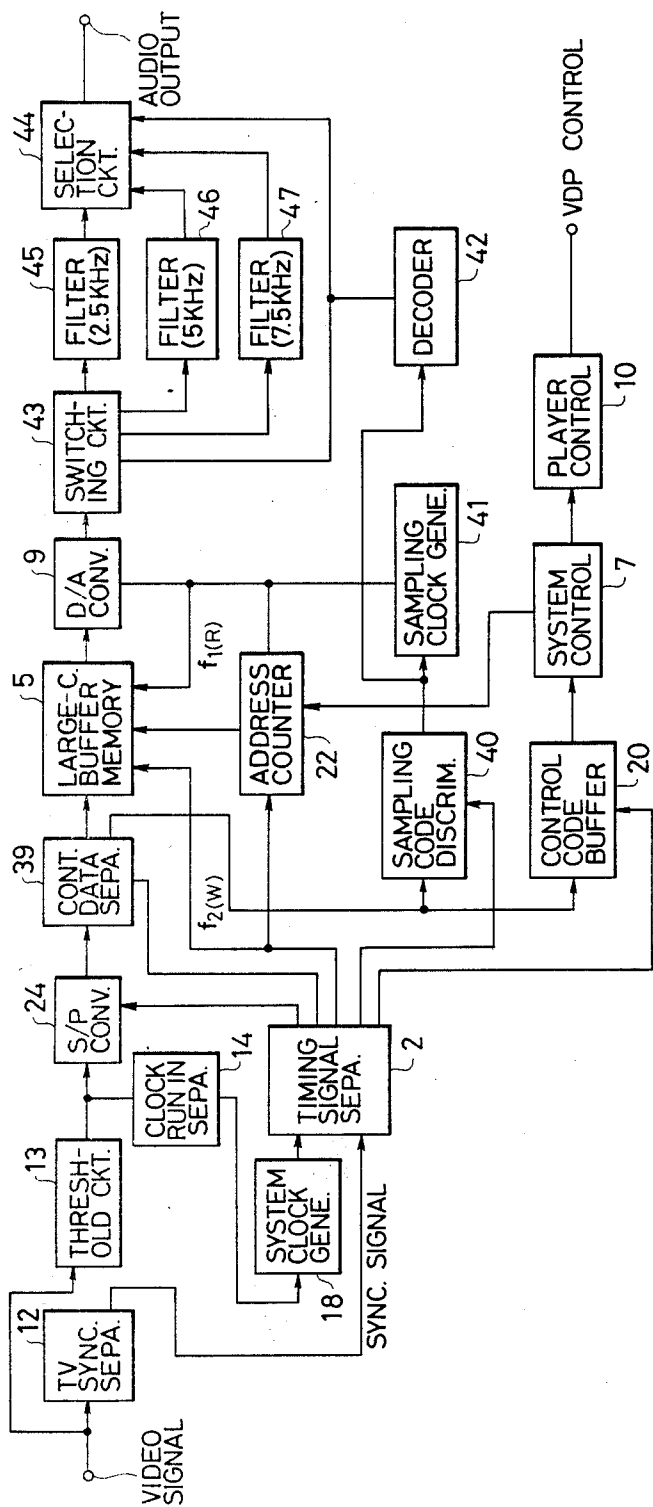 VIDEO
SIGNAL
12
TV
SYNC.
SEPA.
13
THRESH-
OLD CKT.
24
S/P CONV.
39
CONT.
DATA
SEPA.
5
LARGE-C.
BUFFER
MEMORY
9
D/A
CONV.
43
SWITCH-
ING CKT.
45
FILTER
(2.5KHz)
44
SELEC-
TION
CKT.
AUDIO
OUTPUT
FILTER
(5KHz)
46
FILTER
(7.5KHz)
47
14
CLOCK
RUN IN
SEPA.
SYSTEM
CLOCK
GENE.
18
SYNC. SIGNAL
TIMING
SIGNAL
SEPA.
2
f2(W)
f1(R)
ADDRESS
COUNTER
22
SAMPLING
CODE
DISCRIM.
40
SAMPLING
CLOCK GENE.
41
DECODER
42
CONTROL
CODE
BUFFER
20
SYSTEM
CONTROL
7
PLAYER
CONTROL
10
VDP CONTROL